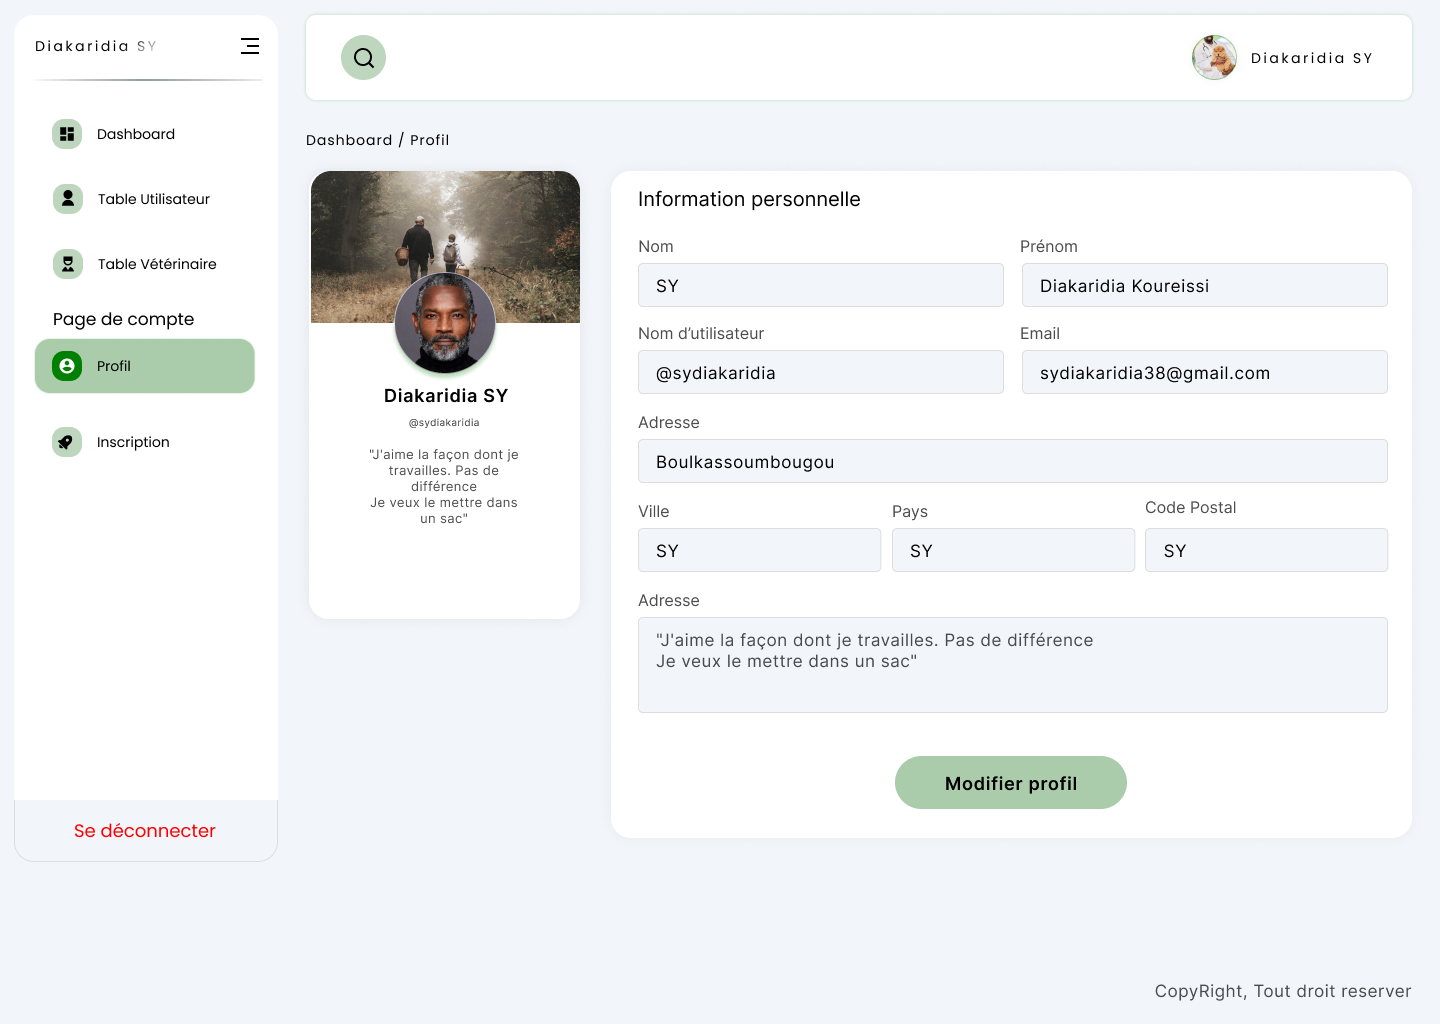 Diakaridia SY
Dashboard
Table Utilisateur
Table Vétérinaire
Page de compte
Profil
Inscription
Se déconnecter
Diakaridia SY
Dashboard / Profil
Diakaridia SY
@sydiakaridia
"J'aime la façon dont je
travailles. Pas de
différence
Je veux le mettre dans
un sac"
Information personnelle
Nom
Prénom
SY
Diakaridia Koureissi
Nom d’utilisateur
Email
@sydiakaridia
sydiakaridia38@gmail.com
Adresse
Boulkassoumbougou
Ville
Pays
Code Postal
SY
SY
SY
Adresse
"J'aime la façon dont je travailles. Pas de différence
Je veux le mettre dans un sac"
Modifier profil
CopyRight, Tout droit reserver